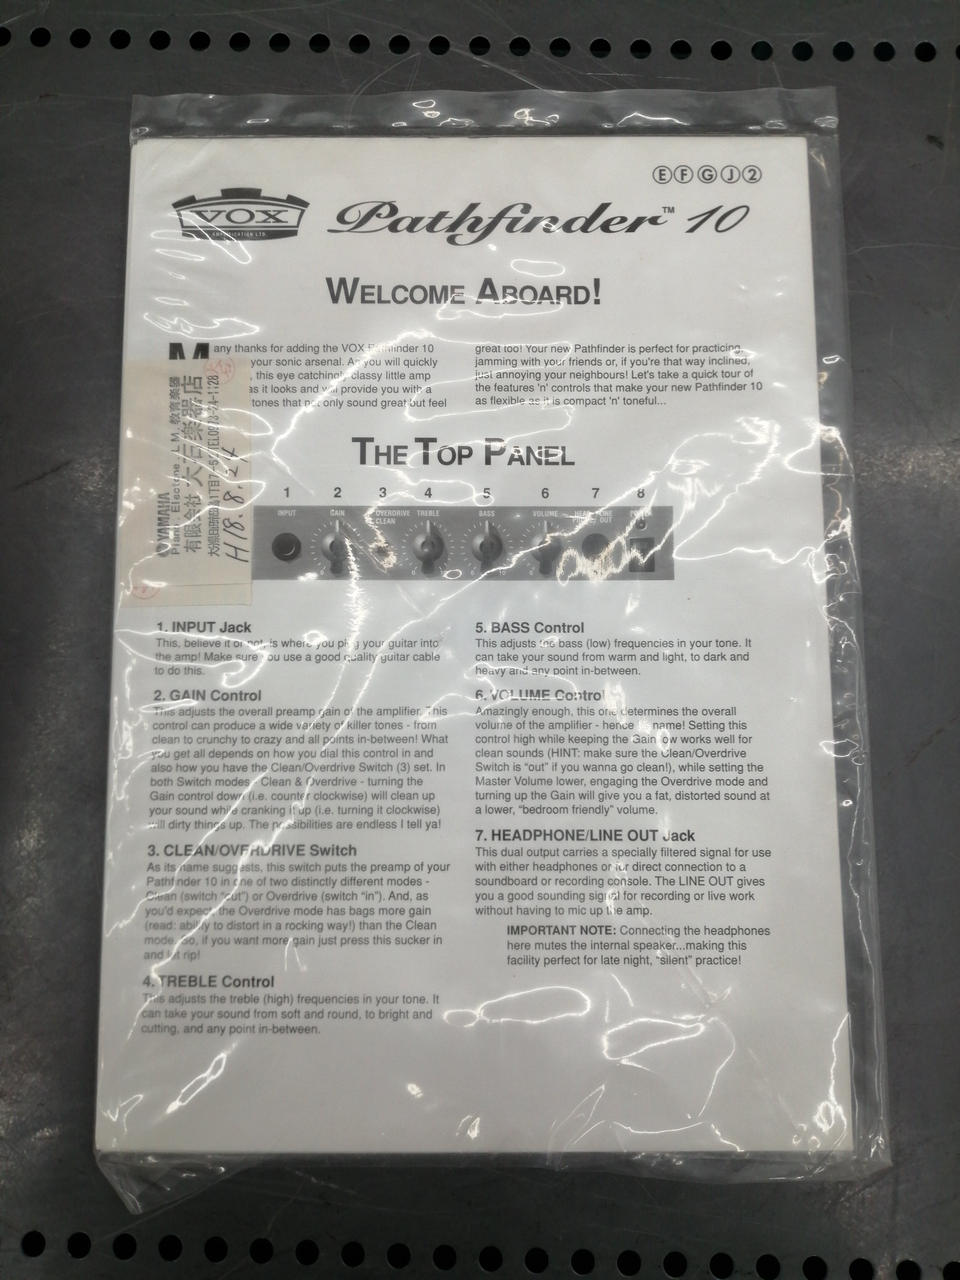 Ⓔ Ⓕ Ⓖ Ⓙ ②
VOX
AMPLIFICATION LTD.
Pathfinder™ 10
WELCOME ABOARD!
Many thanks for adding the VOX Pathfinder 10
your sonic arsenal. As you will quickly
, this eye catching, classy little amp
as it looks and will provide you with a
tones that not only sound great but feel
great too! Your new Pathfinder is perfect for practicing,
jamming with your friends or, if you're that way inclined,
just annoying your neighbours! Let's take a quick tour of
the features 'n' controls that make your new Pathfinder 10
as flexible as it is compact 'n' toneful...
YAMAHA
Piano. Electone. L.M. 教育楽器
有限会社 大谷楽器店
H18.8.24
THE TOP PANEL
1 2 3 4 5 6 7 8
INPUT GAIN OVERDRIVE TREBLE BASS VOLUME LINE
CLEAN OUT
1. INPUT Jack
This, believe it or not, is where you plug your guitar into
the amp! Make sure you use a good quality guitar cable
to do this.
2. GAIN Control
This adjusts the overall preamp gain of the amplifier. This
control can produce a wide variety of killer tones - from
clean to crunchy to crazy and all points in-between! What
you get all depends on how you dial this control in and
also how you have the Clean/Overdrive Switch (3) set. In
both Switch modes - Clean & Overdrive - turning the
Gain control down (i.e. counter clockwise) will clean up
your sound while cranking it up (i.e. turning it clockwise)
will dirty things up. The possibilities are endless I tell ya!
3. CLEAN/OVERDRIVE Switch
As its name suggests, this switch puts the preamp of your
Pathfinder 10 in one of two distinctly different modes -
Clean (switch “out”) or Overdrive (switch “in”). And, as
you'd expect, the Overdrive mode has bags more gain
(read: ability to distort in a rocking way!) than the Clean
mode. So, if you want more gain just press this sucker in
and let rip!
4. TREBLE Control
This adjusts the treble (high) frequencies in your tone. It
can take your sound from soft and round, to bright and
cutting, and any point in-between.
5. BASS Control
This adjusts the bass (low) frequencies in your tone. It
can take your sound from warm and light, to dark and
heavy and any point in-between.
6. VOLUME Control
Amazingly enough, this one determines the overall
volume of the amplifier - hence its name! Setting this
control high while keeping the Gain low works well for
clean sounds (HINT: make sure the Clean/Overdrive
Switch is “out” if you wanna go clean!), while setting the
Master Volume lower, engaging the Overdrive mode and
turning up the Gain will give you a fat, distorted sound at
a lower, “bedroom friendly” volume.
7. HEADPHONE/LINE OUT Jack
This dual output carries a specially filtered signal for use
with either headphones or for direct connection to a
soundboard or recording console. The LINE OUT gives
you a good sounding signal for recording or live work
without having to mic up the amp.
IMPORTANT NOTE: Connecting the headphones
here mutes the internal speaker...making this
facility perfect for late night, “silent” practice!